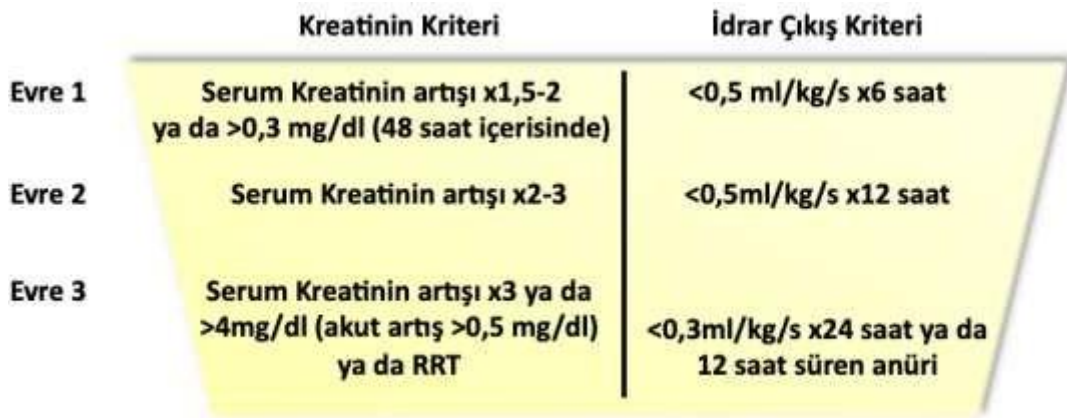 Kreatinin Kriteri İdrar Çıkış Kriteri
Evre 1 Serum Kreatinin artışı x1,5-2 <0,5 ml/kg/s x6 saat
ya da >0,3 mg/dl (48 saat içerisinde)
Evre 2 Serum Kreatinin artışı x2-3 <0,5ml/kg/s x12 saat
Evre 3 Serum Kreatinin artışı x3 ya da
>4mg/dl (akut artış >0,5 mg/dl) <0,3ml/kg/s x24 saat ya da
ya da RRT 12 saat süren anüri